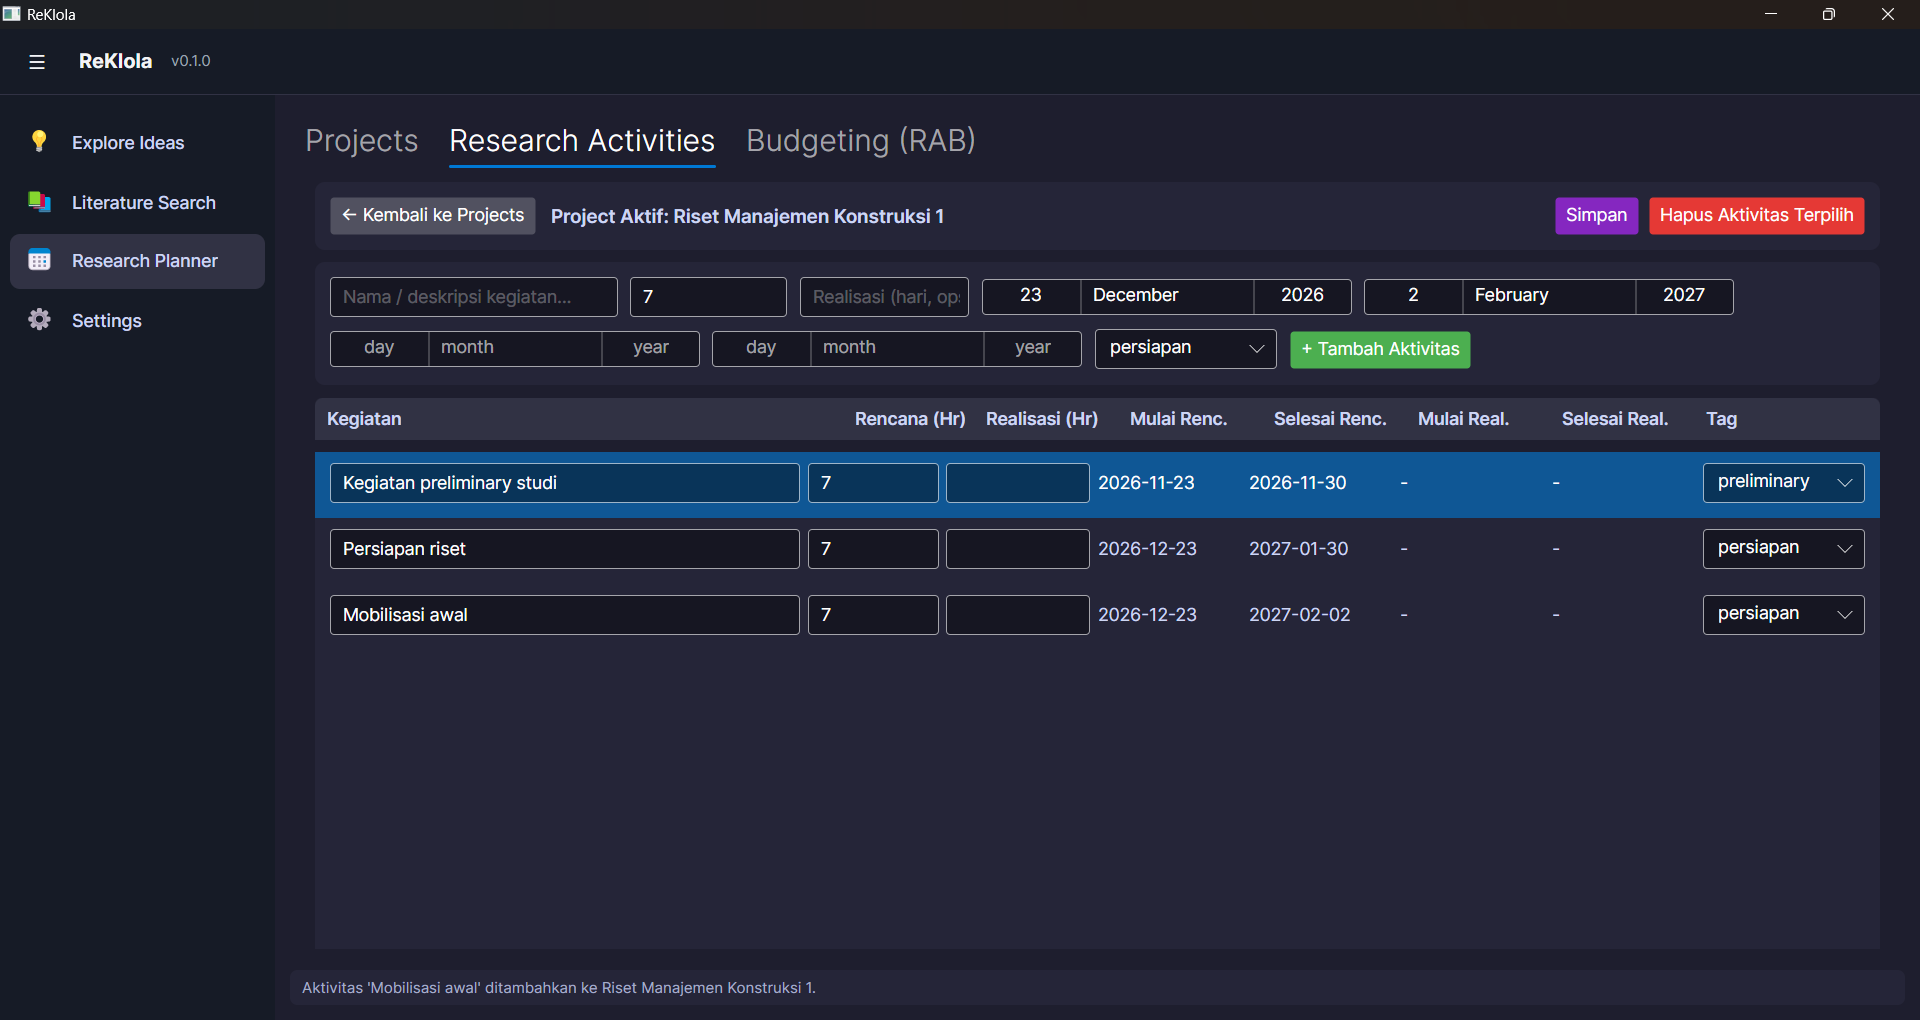 ReKlola
☰ ReKlola v0.1.0
Explore Ideas
Literature Search
Research Planner
Settings
Projects Research Activities Budgeting (RAB)
← Kembali ke Projects Project Aktif: Riset Manajemen Konstruksi 1 Simpan Hapus Aktivitas Terpilih
Nama / deskripsi kegiatan... 7 Realisasi (hari, ops 23 December 2026 2 February 2027
day month year day month year persiapan + Tambah Aktivitas
Kegiatan Rencana (Hr) Realisasi (Hr) Mulai Renc. Selesai Renc. Mulai Real. Selesai Real. Tag
Kegiatan preliminary studi 7 2026-11-23 2026-11-30 - - preliminary
Persiapan riset 7 2026-12-23 2027-01-30 - - persiapan
Mobilisasi awal 7 2026-12-23 2027-02-02 - - persiapan
Aktivitas 'Mobilisasi awal' ditambahkan ke Riset Manajemen Konstruksi 1.